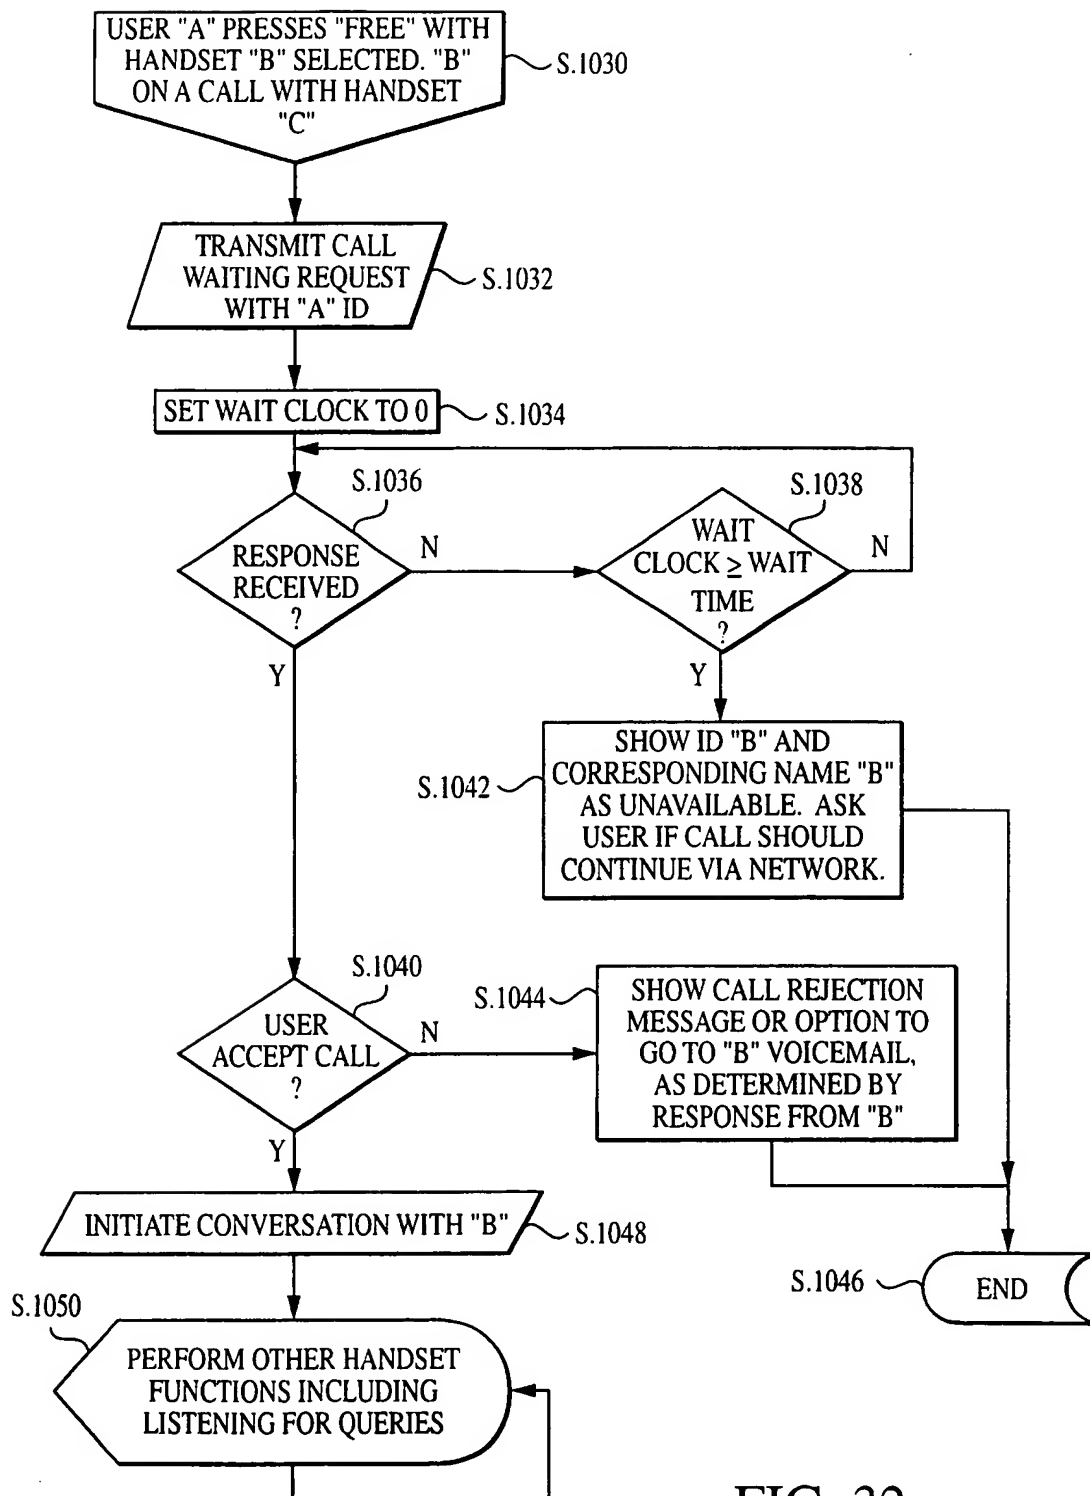 USER "A" PRESSES "FREE" WITH
HANDSET "B" SELECTED. "B"
ON A CALL WITH HANDSET
"C"
S.1030
TRANSMIT CALL
WAITING REQUEST
WITH "A" ID
S.1032
SET WAIT CLOCK TO 0
S.1034
S.1036
RESPONSE
RECEIVED
?
N
Y
S.1038
WAIT
CLOCK ≥ WAIT
TIME
?
N
Y
S.1042
SHOW ID "B" AND
CORRESPONDING NAME "B"
AS UNAVAILABLE. ASK
USER IF CALL SHOULD
CONTINUE VIA NETWORK.
S.1040
USER
ACCEPT CALL
?
N
Y
S.1044
SHOW CALL REJECTION
MESSAGE OR OPTION TO
GO TO "B" VOICEMAIL,
AS DETERMINED BY
RESPONSE FROM "B"
INITIATE CONVERSATION WITH "B"
S.1048
S.1046
END
S.1050
PERFORM OTHER HANDSET
FUNCTIONS INCLUDING
LISTENING FOR QUERIES